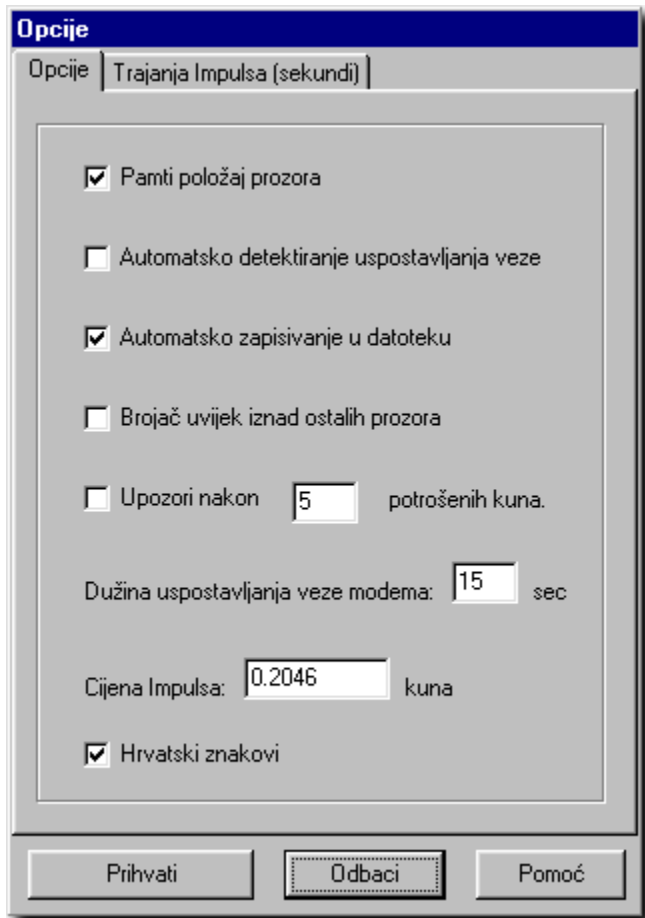 Opcije
Opcije Trajanja Impulsa (sekundi)
Pamti položaj prozora
Automatsko detektiranje uspostavljanja veze
Automatsko zapisivanje u datoteku
Brojač uvijek iznad ostalih prozora
Upozori nakon 5 potrošenih kuna.
Dužina uspostavljanja veze modema: 15 sec
Cijena Impulsa: 0.2046 kuna
Hrvatski znakovi
Prihvati Odbaci Pomoć